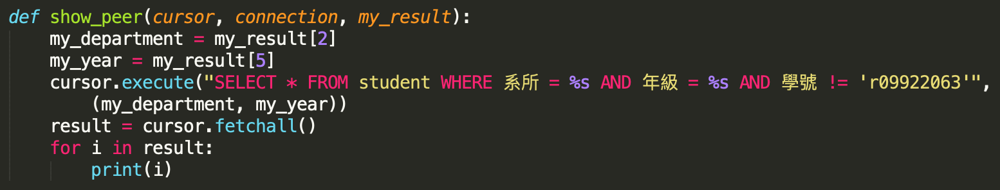 def show_peer(cursor, connection, my_result):
    my_department = my_result[2]
    my_year = my_result[5]
    cursor.execute("SELECT * FROM student WHERE 系所 = %s AND 年級 = %s AND 學號 != 'r09922063'",
        (my_department, my_year))
    result = cursor.fetchall()
    for i in result:
        print(i)